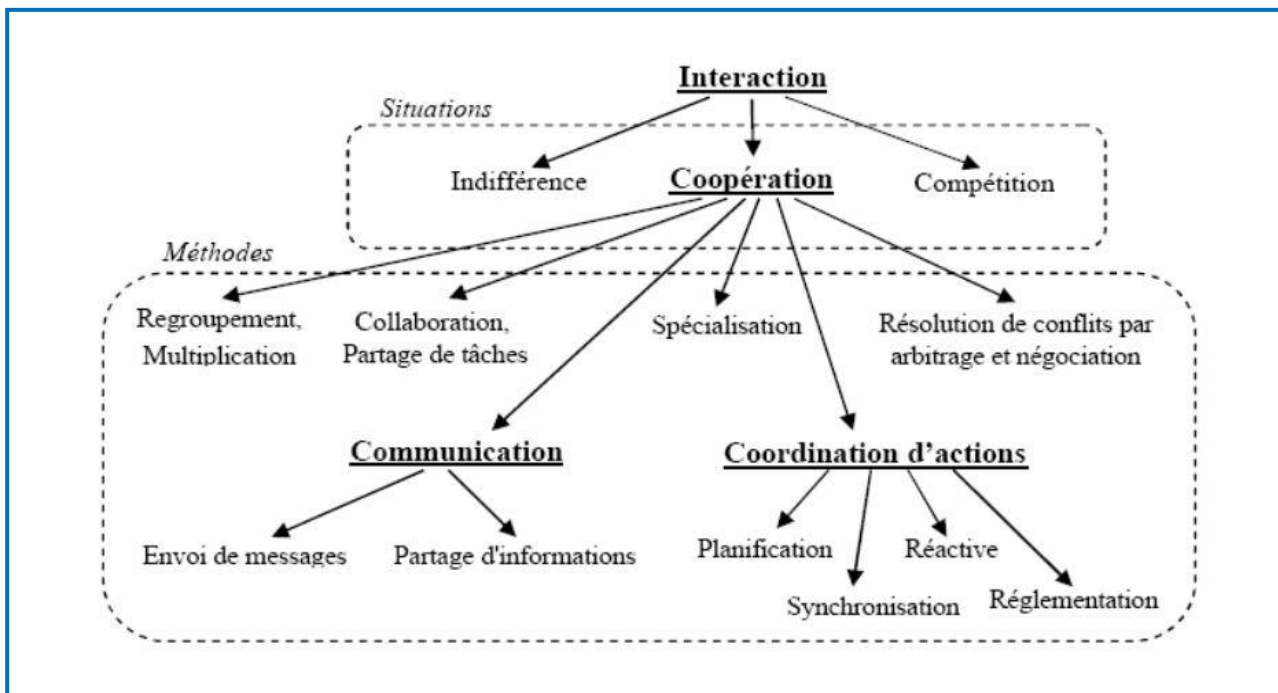 Interaction
Situations
Indifférence
Coopération
Compétition
Méthodes
Regroupement,
Multiplication
Collaboration,
Partage de tâches
Spécialisation
Résolution de conflits par
arbitrage et négociation
Communication
Coordination d'actions
Envoi de messages
Partage d'informations
Planification
Réactive
Synchronisation
Réglementation